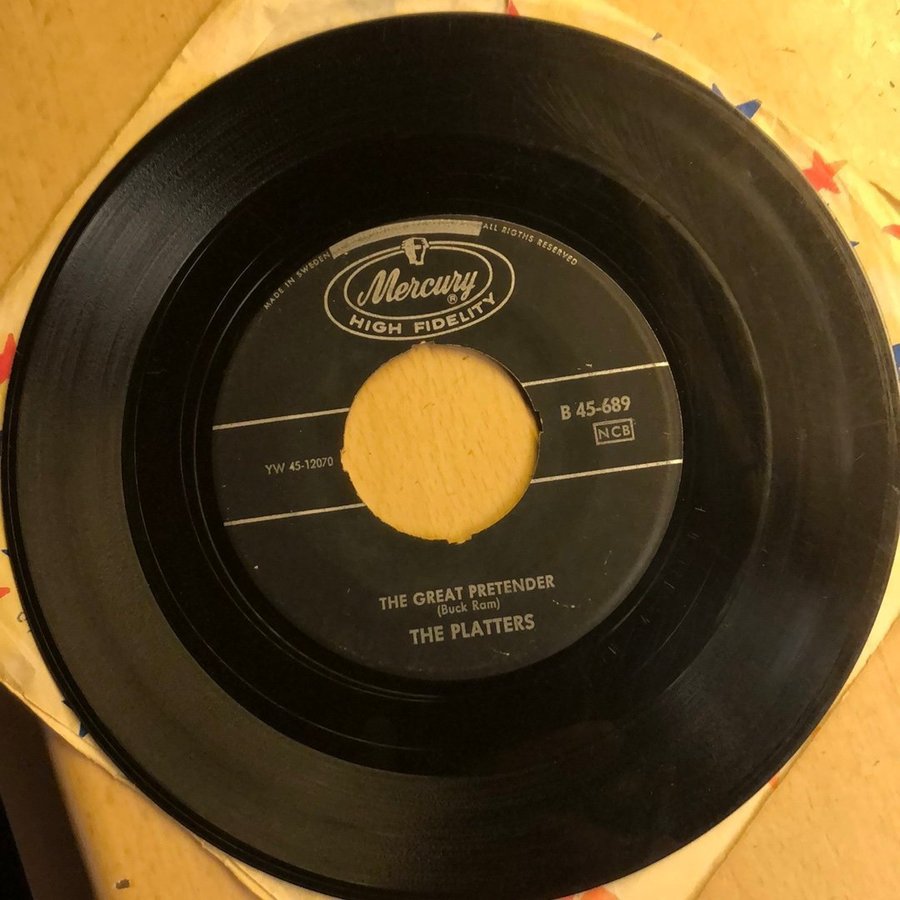 MADE IN SWEDEN
ALL RIGTHS RESERVED
Mercury ®
HIGH FIDELITY
B 45-689
NCB
YW 45-12070
THE GREAT PRETENDER
(Buck Ram)
THE PLATTERS